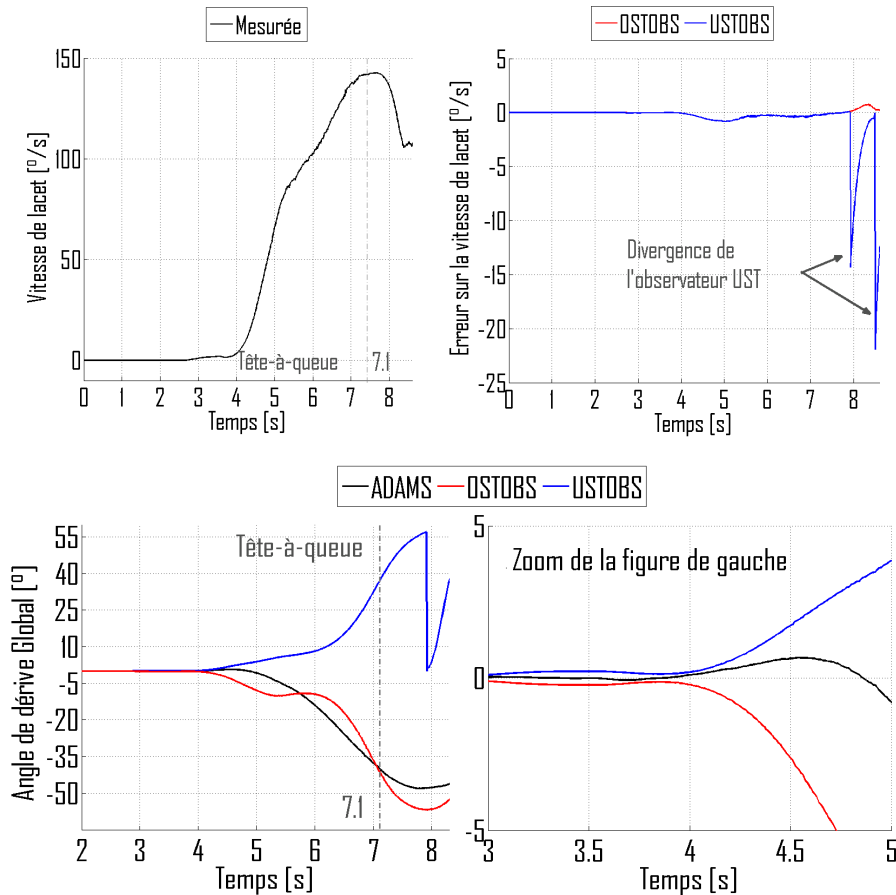 Mesurée
Vitesse de lacet [º/s]
150
100
50
0
Tête-à-queue
7.1
0 1 2 3 4 5 6 7 8
Temps [s]
OSTOBS USTOBS
Erreur sur la vitesse de lacet [º/s]
5
0
-5
-10
-15
-20
-25
Divergence de
l'observateur UST
0 1 2 3 4 5 6 7 8
Temps [s]
ADAMS OSTOBS USTOBS
Angle de dérive Global [º]
55
40
25
10
-5
-20
-35
-50
Tête-à-queue
7.1
2 3 4 5 6 7 8
Temps [s]
Zoom de la figure de gauche
5
0
-5
3 3.5 4 4.5 5
Temps [s]